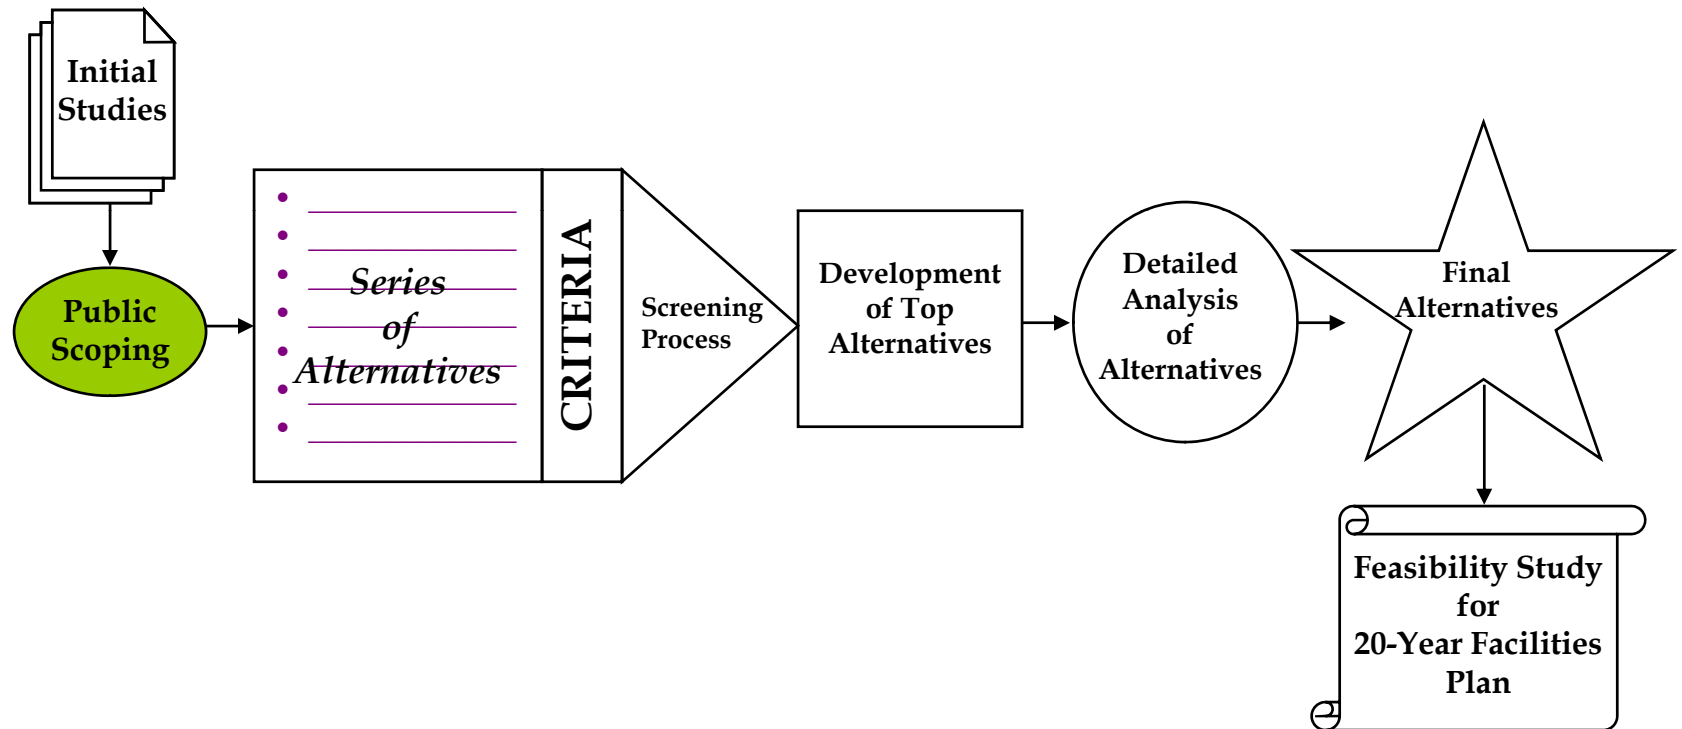 Initial
Studies
Public
Scoping
Series
of
Alternatives
CRITERIA
Screening
Process
Development
of Top
Alternatives
Detailed
Analysis
of
Alternatives
Final
Alternatives
Feasibility Study
for
20-Year Facilities
Plan